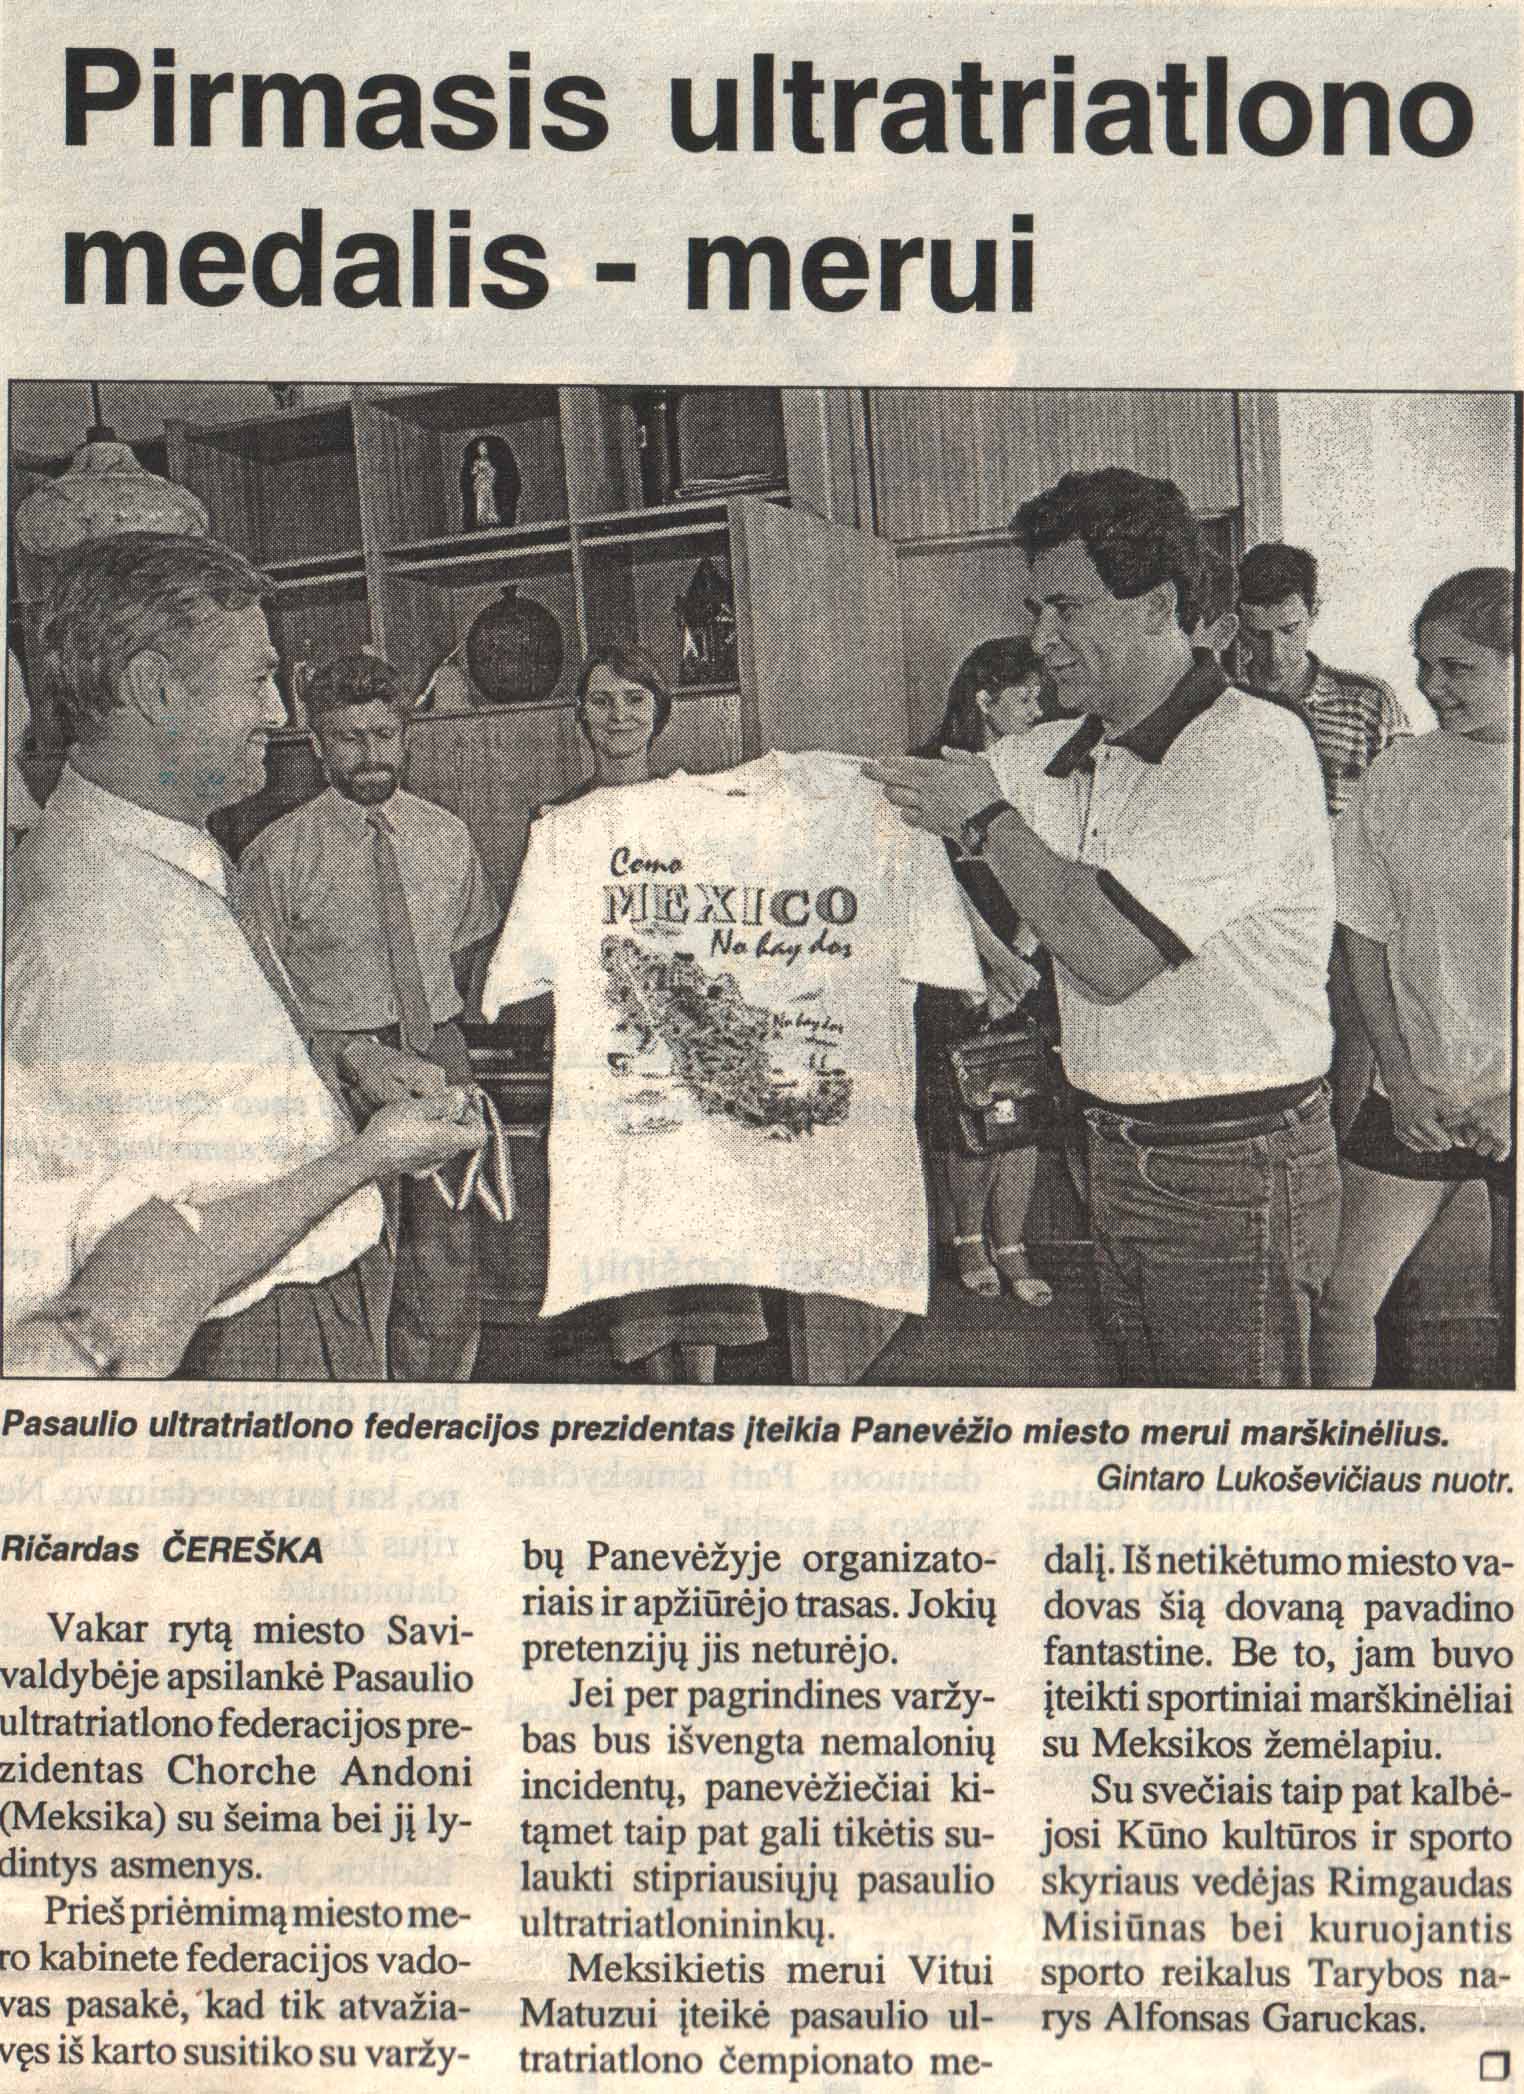 Pirmasis ultratriatlono
medalis - merui
Como
MEXICO
No hay dos
No hay dos
Pasaulio ultratriatlono federacijos prezidentas įteikia Panevėžio miesto merui marškinėlius.
Gintaro Lukoševičiaus nuotr.
Ričardas ČEREŠKA
Vakar rytą miesto Savi-
valdybėje apsilankė Pasaulio
ultratriatlono federacijos pre-
zidentas Chorche Andoni
(Meksika) su šeima bei jį ly-
dintys asmenys.
Prieš priėmimą miesto me-
ro kabinete federacijos vado-
vas pasakė, kad tik atvažia-
vęs iš karto susitiko su varžy-
bų Panevėžyje organizato-
riais ir apžiūrėjo trasas. Jokių
pretenzijų jis neturėjo.
Jei per pagrindines varžy-
bas bus išvengta nemalonių
incidentų, panevėžiečiai ki-
tąmet taip pat gali tikėtis su-
laukti stipriausiųjų pasaulio
ultratriatlonininkų.
Meksikietis merui Vitui
Matuzui įteikė pasaulio ul-
tratriatlono čempionato me-
dalį. Iš netikėtumo miesto va-
dovas šią dovaną pavadino
fantastine. Be to, jam buvo
įteikti sportiniai marškinėliai
su Meksikos žemėlapiu.
Su svečiais taip pat kalbė-
josi Kūno kultūros ir sporto
skyriaus vedėjas Rimgaudas
Misiūnas bei kuruojantis
sporto reikalus Tarybos na-
rys Alfonsas Garuckas.